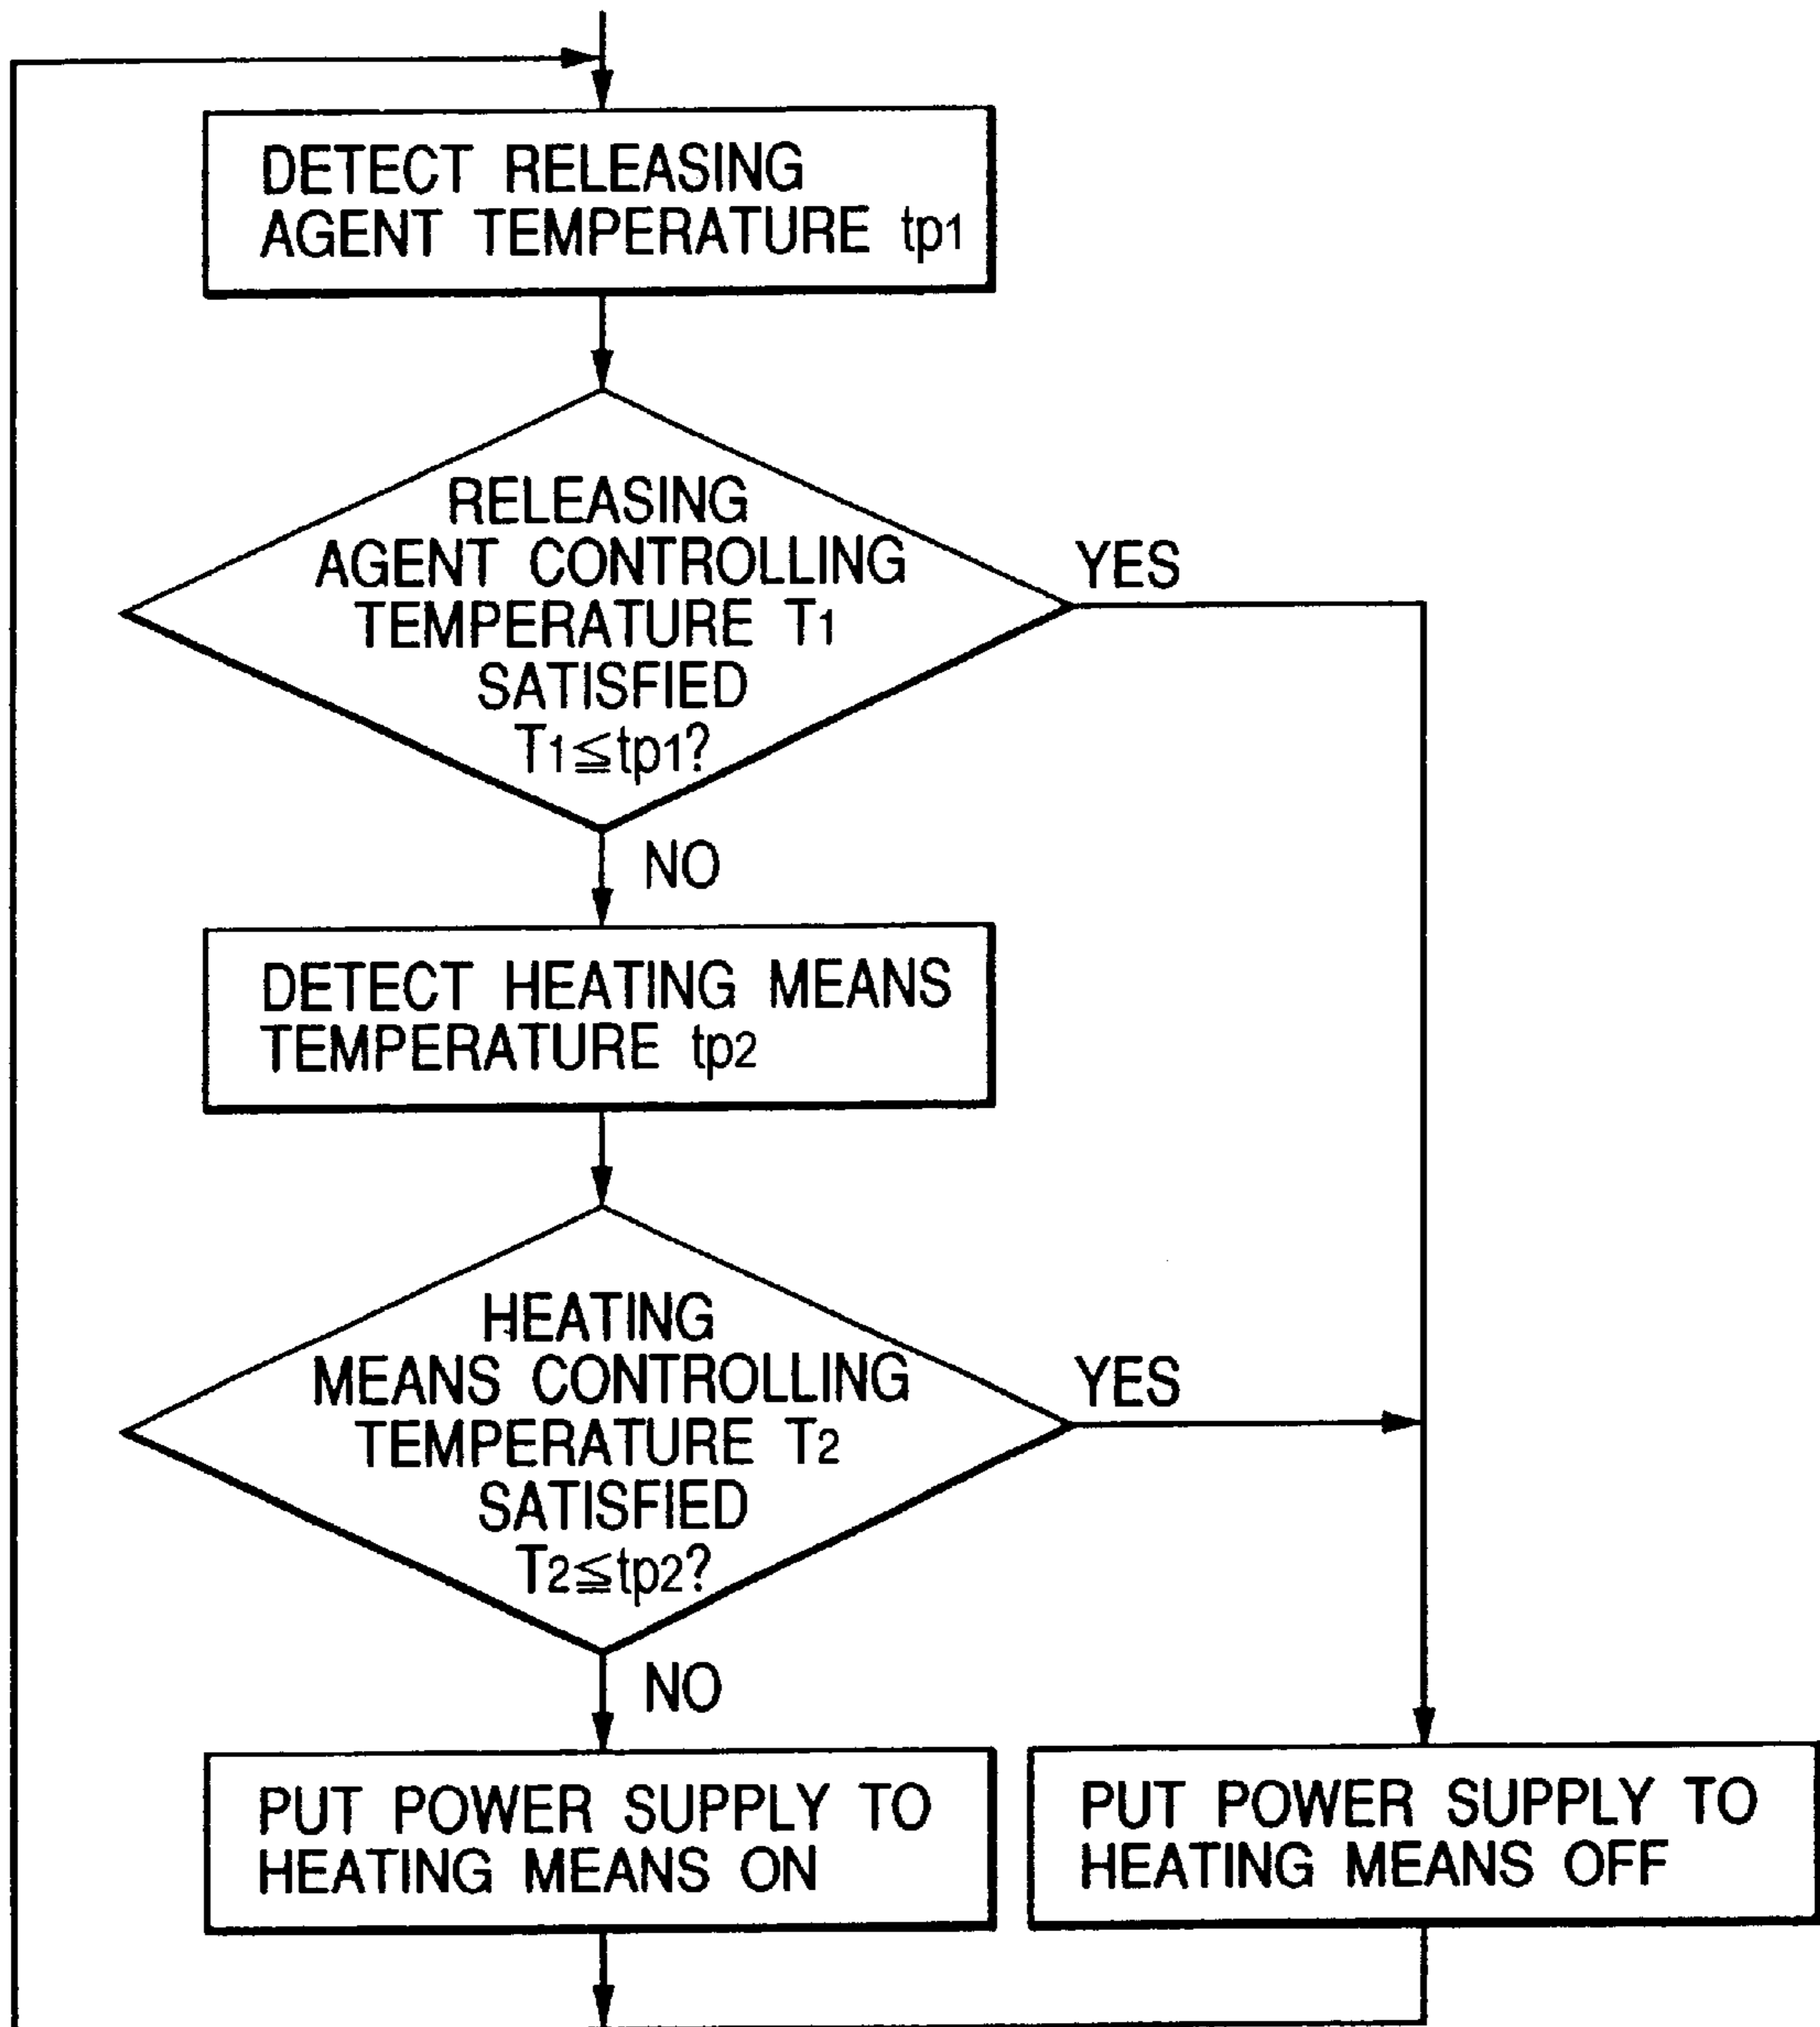 DETECT RELEASING
AGENT TEMPERATURE tp1
RELEASING
AGENT CONTROLLING
TEMPERATURE T1
SATISFIED
T1≦tp1?
YES
NO
DETECT HEATING MEANS
TEMPERATURE tp2
HEATING
MEANS CONTROLLING
TEMPERATURE T2
SATISFIED
T2≦tp2?
YES
NO
PUT POWER SUPPLY TO
HEATING MEANS ON
PUT POWER SUPPLY TO
HEATING MEANS OFF